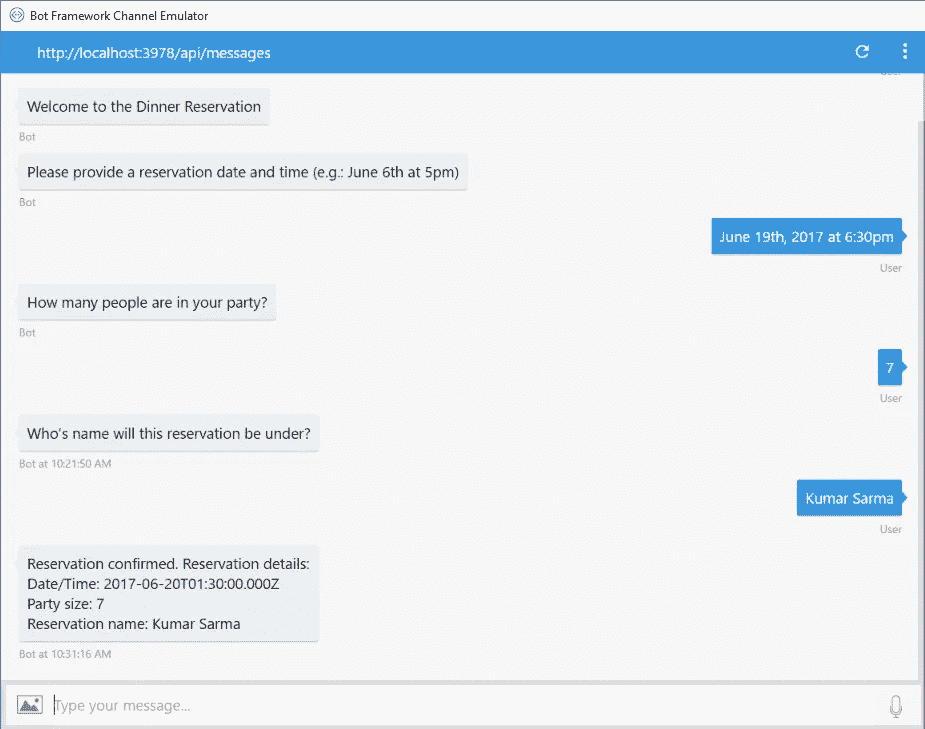 Bot Framework Channel Emulator
http://localhost:3978/api/messages
User
Welcome to the Dinner Reservation
Bot
Please provide a reservation date and time (e.g.: June 6th at 5pm)
Bot
June 19th, 2017 at 6:30pm
User
How many people are in your party?
Bot
7
User
Who's name will this reservation be under?
Bot at 10:21:50 AM
Kumar Sarma
User
Reservation confirmed. Reservation details:
Date/Time: 2017-06-20T01:30:00.000Z
Party size: 7
Reservation name: Kumar Sarma
Bot at 10:31:16 AM
Type your message...